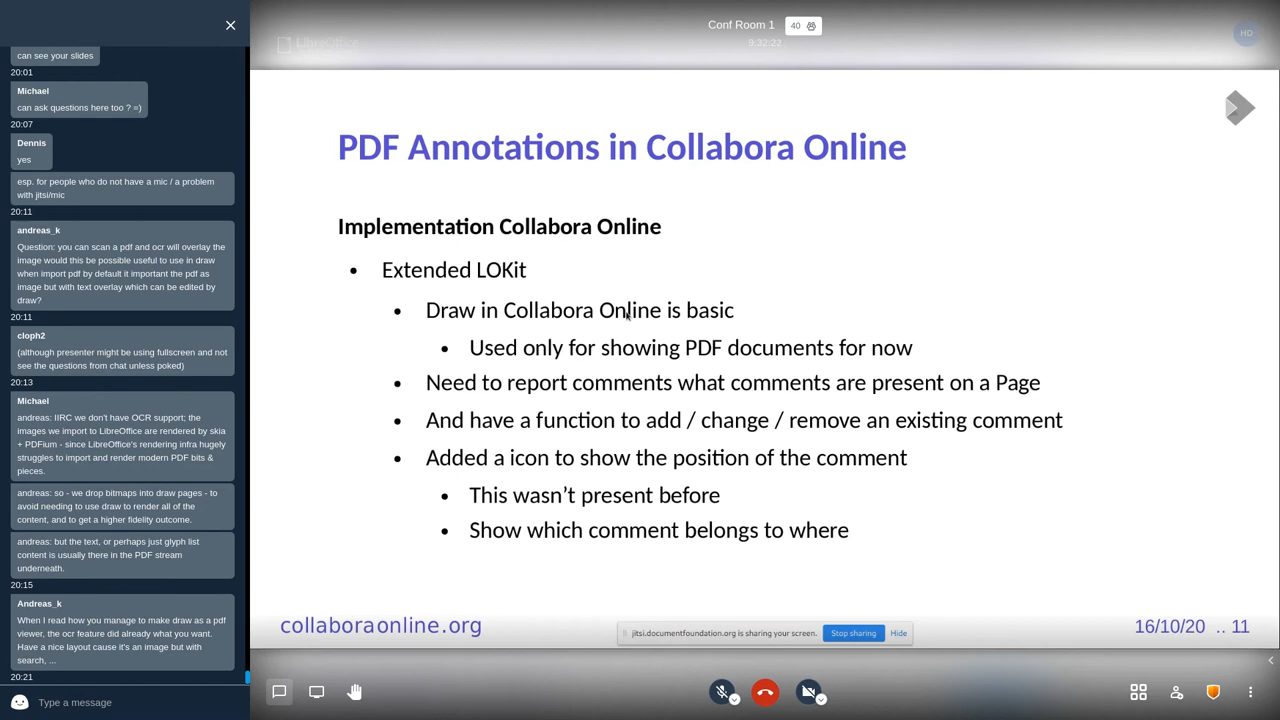 can see your slides
20:01
Michael
can ask questions here too ? =)
20:07
Dennis
yes
esp. for people who do not have a mic / a problem
with jitsi/mic
20:11
andreas_k
Question: you can scan a pdf and ocr will overlay the
image would this be possible useful to use in draw
when import pdf by default it important the pdf as
image but with text overlay which can be edited by
draw?
20:11
cloph2
(although presenter might be using fullscreen and not
see the questions from chat unless poked)
20:13
Michael
andreas: IIRC we don't have OCR support; the
images we import to LibreOffice are rendered by skia
+ PDFium - since LibreOffice's rendering infra hugely
struggles to import and render modern PDF bits &
pieces.
andreas: so - we drop bitmaps into draw pages - to
avoid needing to use draw to render all of the
content, and to get a higher fidelity outcome.
andreas: but the text, or perhaps just glyph list
content is usually there in the PDF stream
underneath.
20:15
Andreas_k
When I read how you manage to make draw as a pdf
viewer, the ocr feature did already what you want.
Have a nice layout cause it's an image but with
search, ...
20:21
Type a message
Conf Room 1
40
9:32:22
LibreOffice
HD
PDF Annotations in Collabora Online
Implementation Collabora Online
• Extended LOKit
• Draw in Collabora Online is basic
• Used only for showing PDF documents for now
• Need to report comments what comments are present on a Page
• And have a function to add / change / remove an existing comment
• Added a icon to show the position of the comment
• This wasn't present before
• Show which comment belongs to where
collaboraonline.org
jitsi.documentfoundation.org is sharing your screen.
Stop sharing
Hide
16/10/20 .. 11